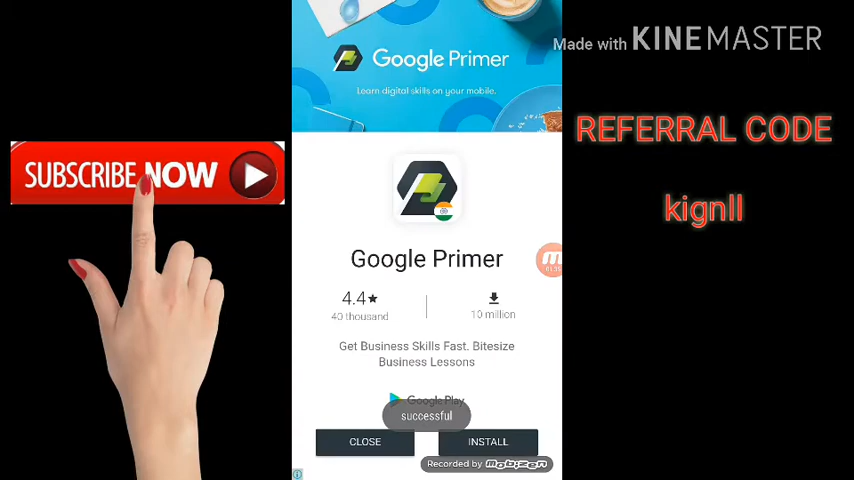 Made with KINEMASTER
Google Primer
Learn digital skills on your mobile.
REFERRAL CODE
SUBSCRIBE NOW
kignll
Google Primer
4.4★
40 thousand
10 million
Get Business Skills Fast. Bitesize
Business Lessons
Google Play
successful
CLOSE
INSTALL
Recorded by mobizen